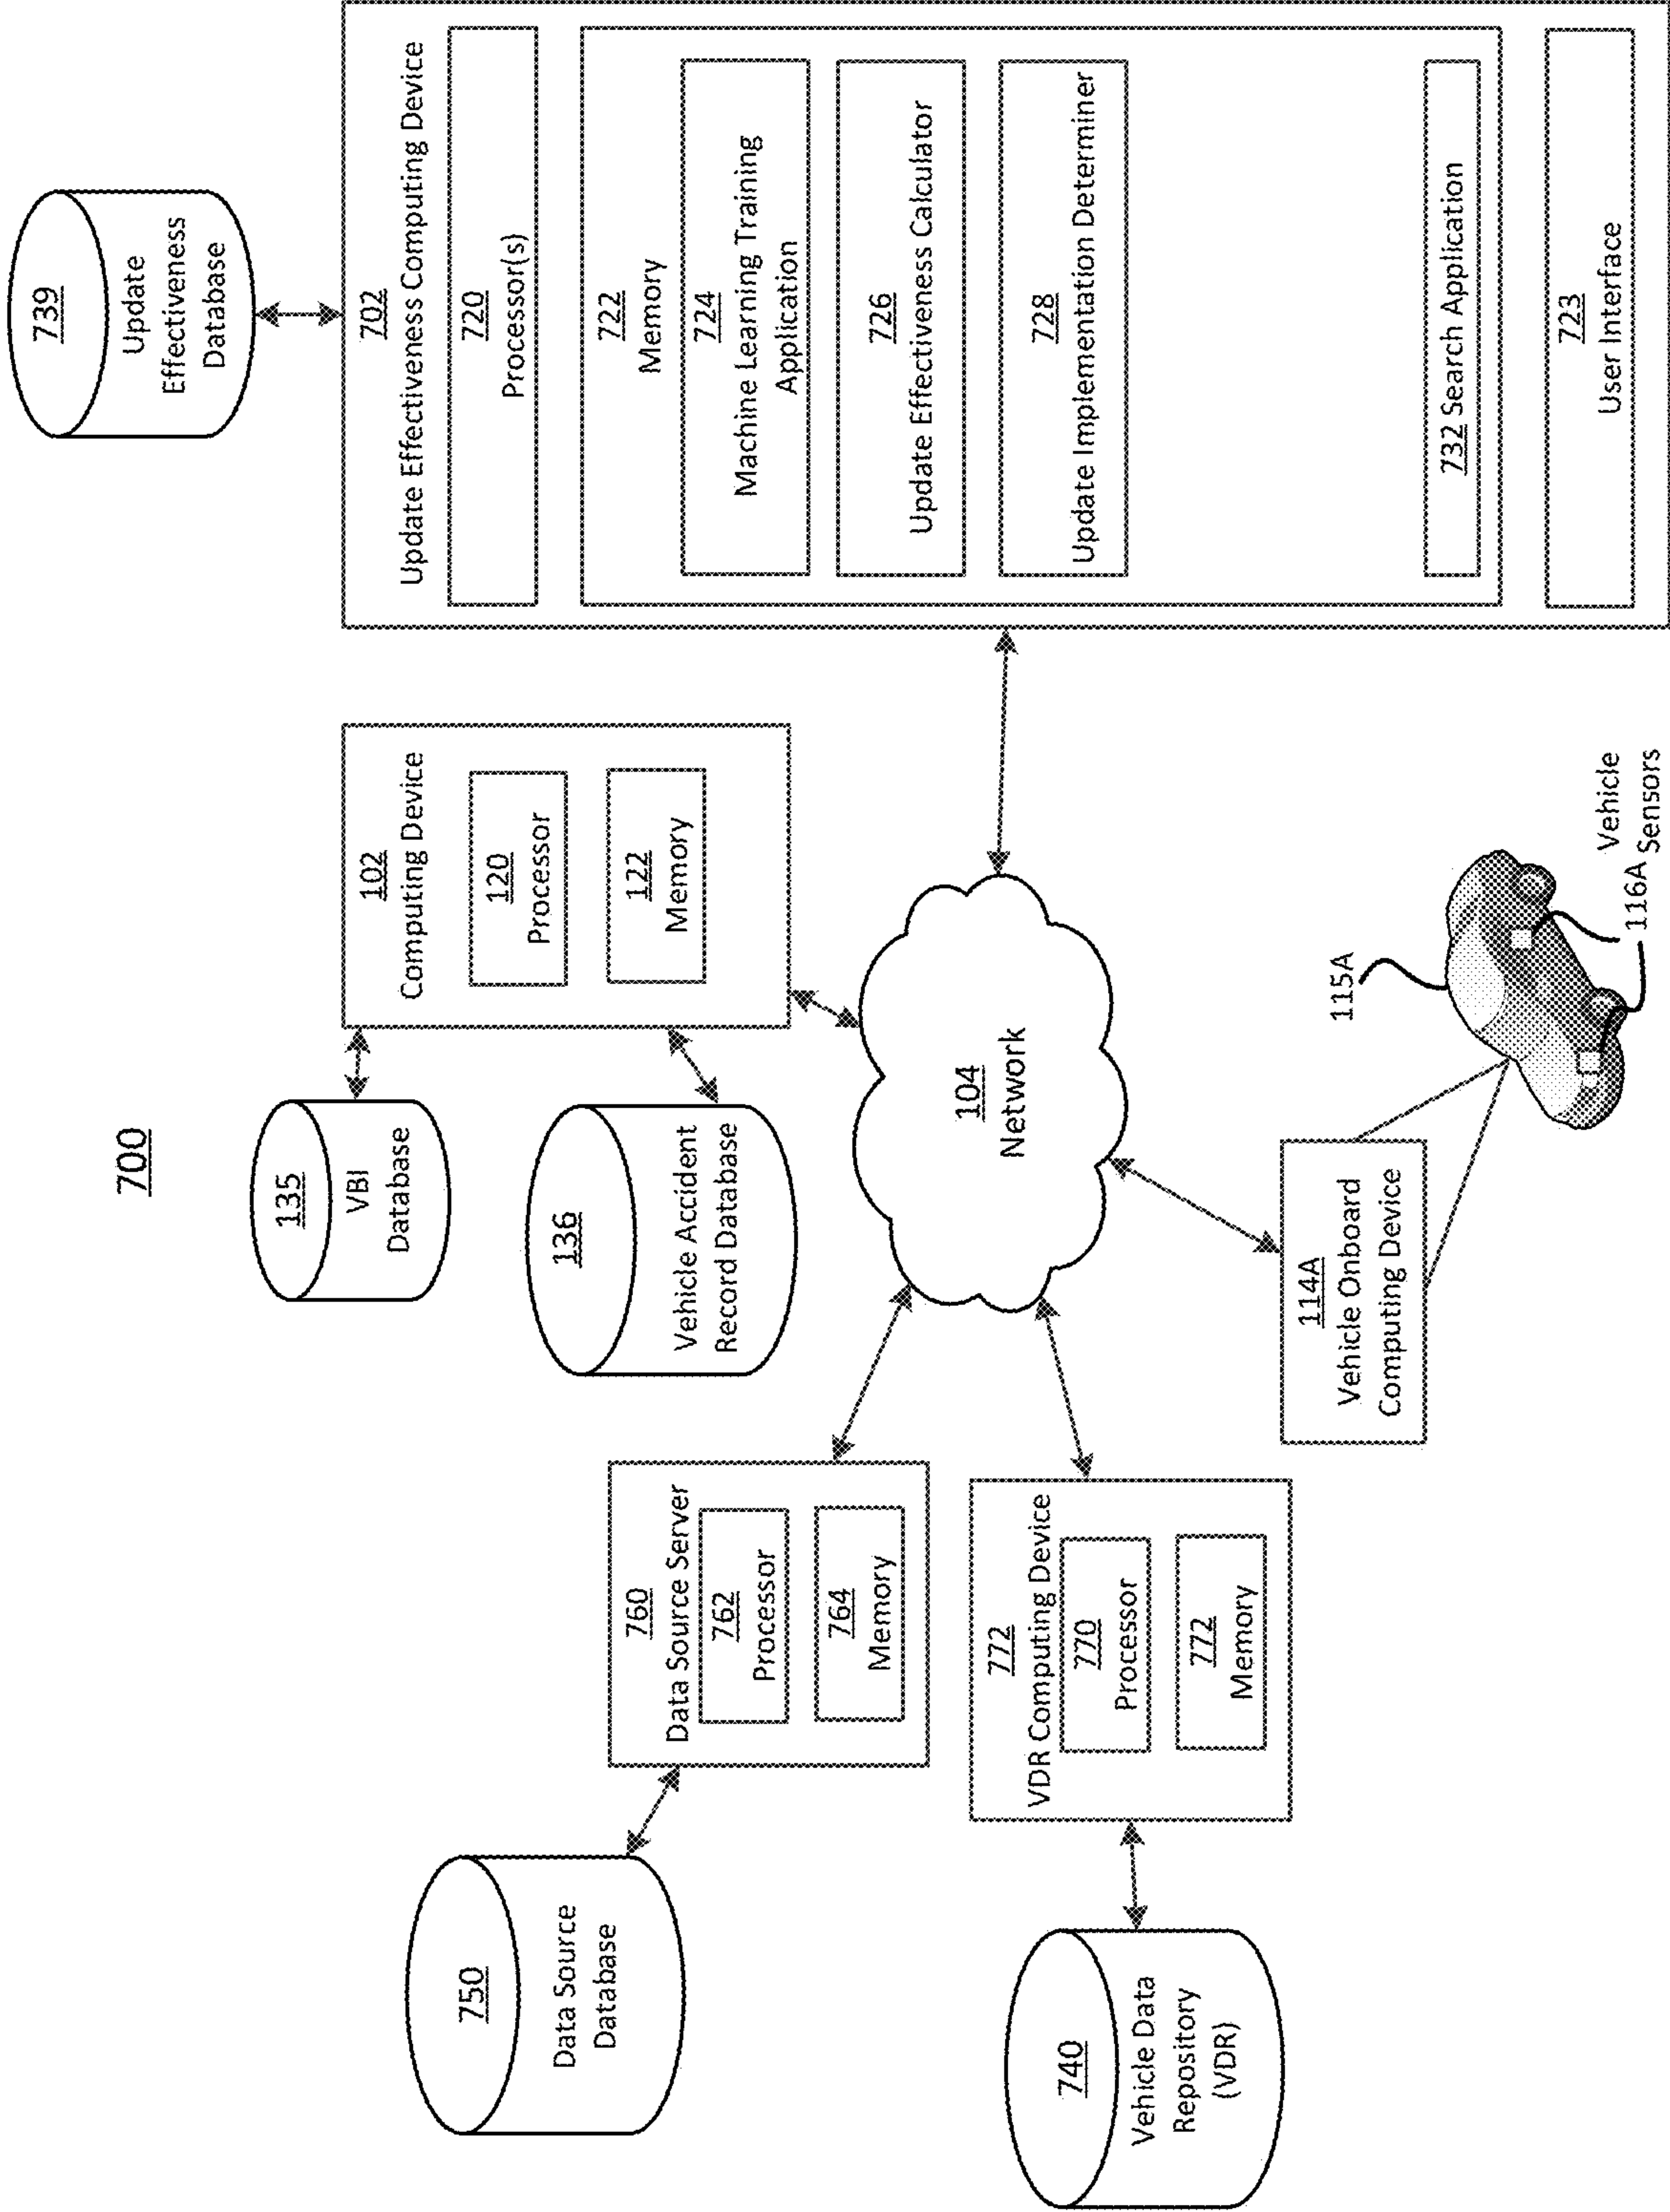 700
739
Update
Effectiveness
Database
702
Update Effectiveness Computing Device
720
Processor(s)
722
Memory
724
Machine Learning Training
Application
726
Update Effectiveness Calculator
728
Update Implementation Determiner
732 Search Application
723
User Interface
135
VBI
Database
136
Vehicle Accident
Record Database
102
Computing Device
120
Processor
122
Memory
104
Network
750
Data Source
Database
760
Data Source Server
762
Processor
764
Memory
740
Vehicle Data
Repository
(VDR)
772
VDR Computing Device
770
Processor
772
Memory
114A
Vehicle Onboard
Computing Device
115A
Vehicle
116A Sensors